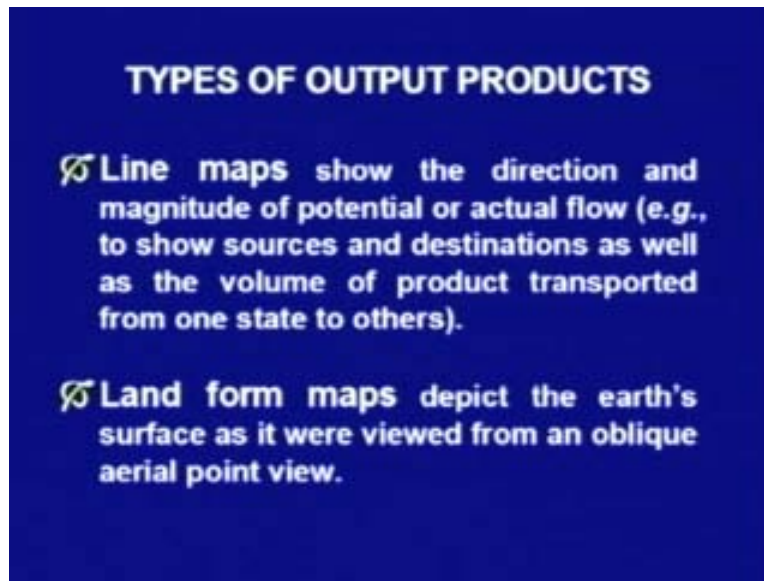 TYPES OF OUTPUT PRODUCTS
Line maps show the direction and
magnitude of potential or actual flow (e.g.,
to show sources and destinations as well
as the volume of product transported
from one state to others).
Land form maps depict the earth's
surface as it were viewed from an oblique
aerial point view.